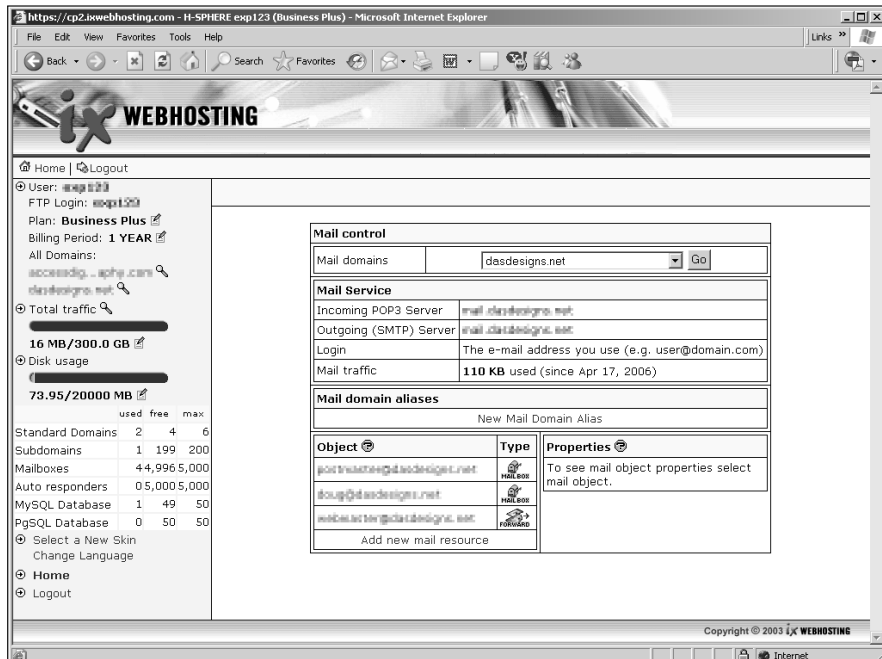 https://cp2.ixwebhosting.com - H-SPHERE exp123 (Business Plus) - Microsoft Internet Explorer
File Edit View Favorites Tools Help
Links »
Back Search Favorites
ix WEBHOSTING
Home | Logout
User:
FTP Login:
Plan: Business Plus
Billing Period: 1 YEAR
All Domains:
Total traffic
16 MB/300.0 GB
Disk usage
73.95/20000 MB
used free max
Standard Domains 2 4 6
Subdomains 1 199 200
Mailboxes 4 4,996 5,000
Auto responders 0 5,000 5,000
MySQL Database 1 49 50
PgSQL Database 0 50 50
Select a New Skin
Change Language
Home
Logout
Mail control
Mail domains dasdesigns.net Go
Mail Service
Incoming POP3 Server
Outgoing (SMTP) Server
Login The e-mail address you use (e.g. user@domain.com)
Mail traffic 110 KB used (since Apr 17, 2006)
Mail domain aliases
New Mail Domain Alias
Object ? Type
MAIL BOX
MAIL BOX
FORWARD
Add new mail resource
Properties ?
To see mail object properties select
mail object.
Copyright © 2003 ix WEBHOSTING
Internet